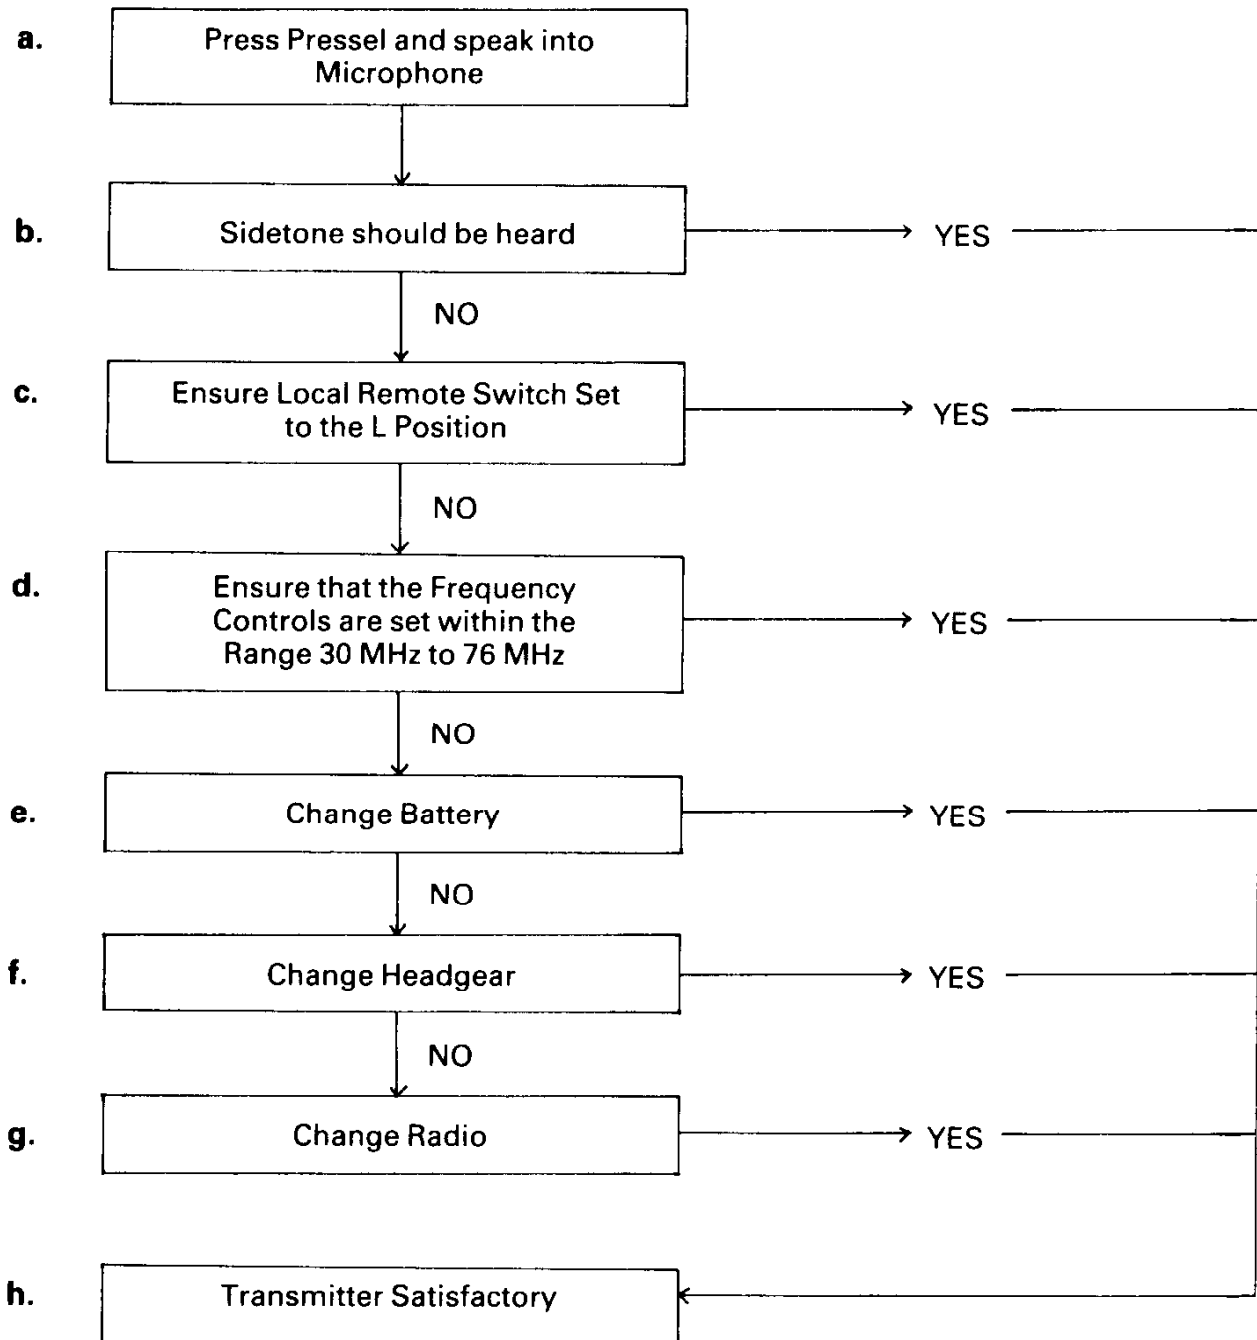 a.
Press Pressel and speak into
Microphone
b.
Sidetone should be heard
YES
NO
c.
Ensure Local Remote Switch Set
to the L Position
YES
NO
d.
Ensure that the Frequency
Controls are set within the
Range 30 MHz to 76 MHz
YES
NO
e.
Change Battery
YES
NO
f.
Change Headgear
YES
NO
g.
Change Radio
YES
h.
Transmitter Satisfactory